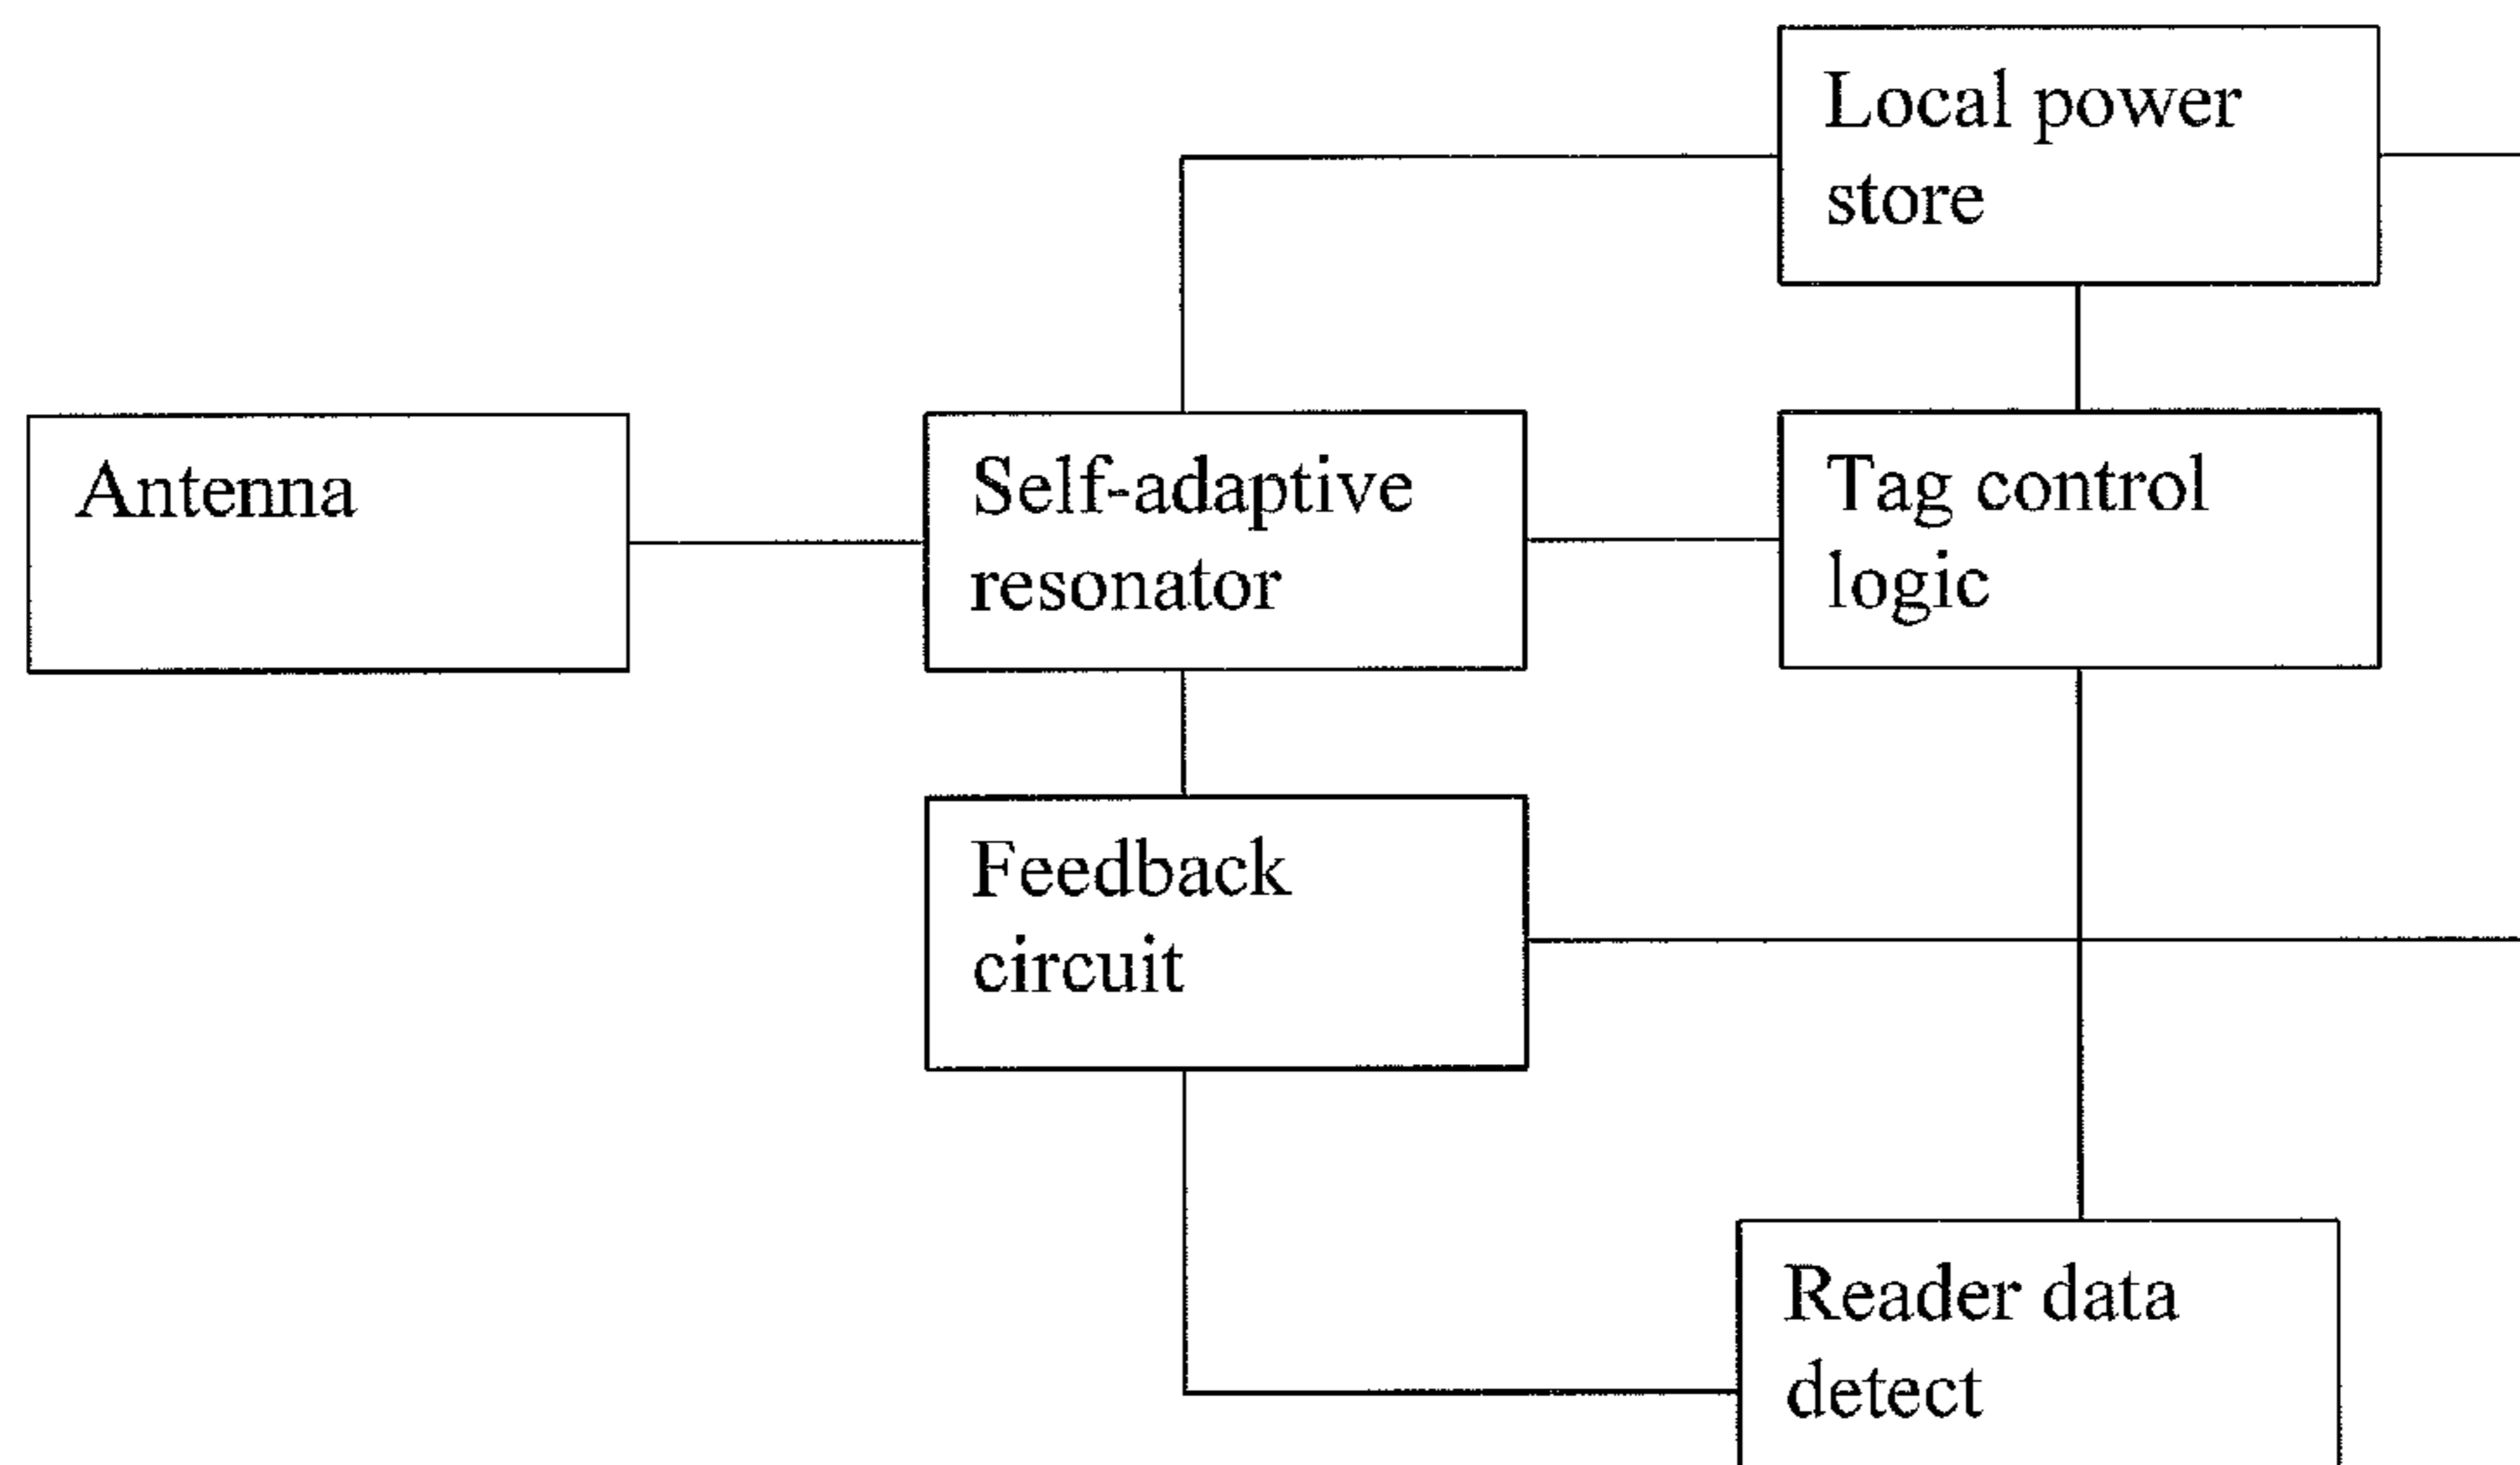 Local power
store
Antenna
Self-adaptive
resonator
Tag control
logic
Feedback
circuit
Reader data
detect